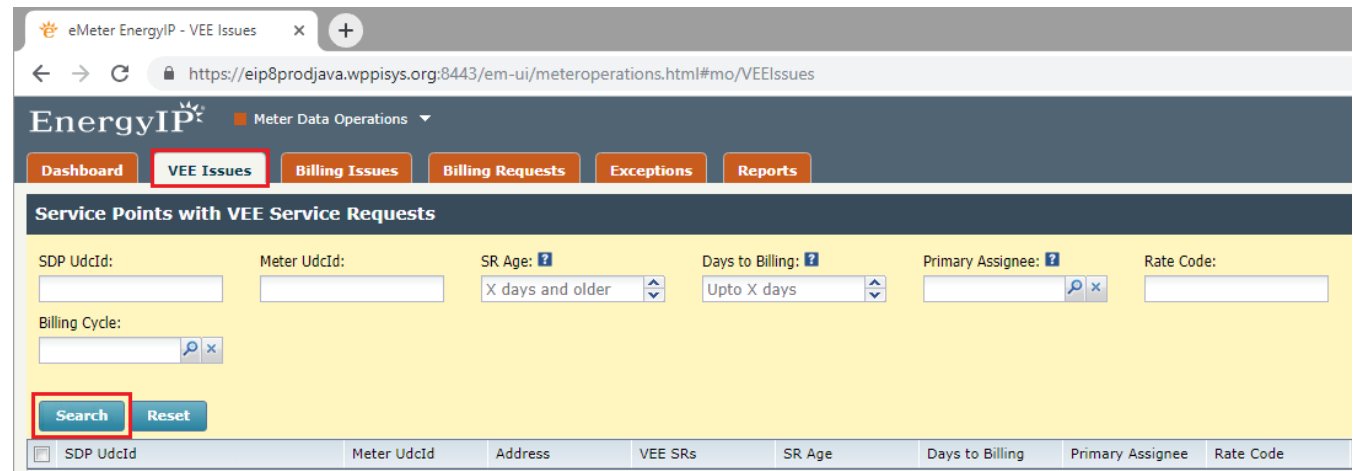 eMeter EnergyIP - VEE Issues
https://eip8prodjava.wppisys.org:8443/em-ui/meteroperations.html#mo/VEEIssues
EnergyIP Meter Data Operations
Dashboard VEE Issues Billing Issues Billing Requests Exceptions Reports
Service Points with VEE Service Requests
SDP UdcId: Meter UdcId: SR Age: ? Days to Billing: ? Primary Assignee: ? Rate Code:
X days and older Upto X days
Billing Cycle:
Search Reset
SDP UdcId Meter UdcId Address VEE SRs SR Age Days to Billing Primary Assignee Rate Code